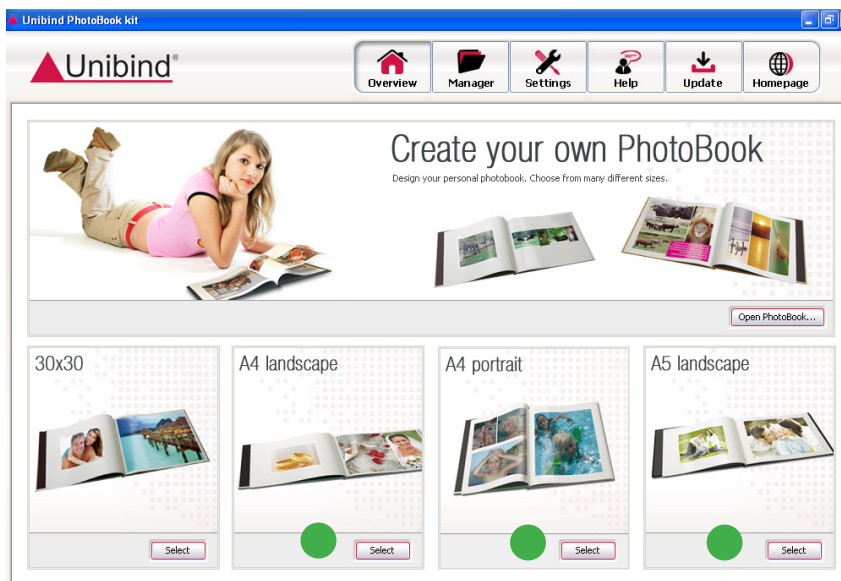 Unibind PhotoBook kit
Unibind®
Overview
Manager
Settings
Help
Update
Homepage
Create your own PhotoBook
Design your personal photobook. Choose from many different sizes.
Open PhotoBook...
30x30
A4 landscape
A4 portrait
A5 landscape
Select
Select
Select
Select